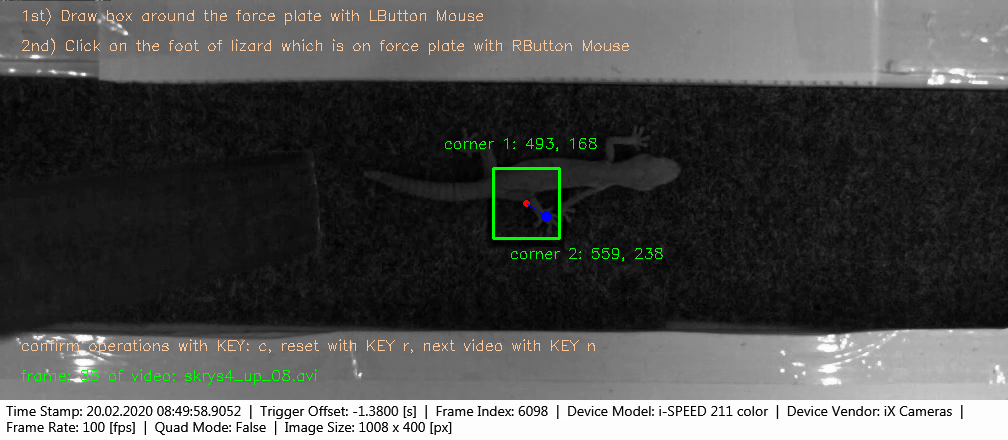 1st) Draw box around the force plate with LButton Mouse
2nd) Click on the foot of lizard which is on force plate with RButton Mouse
corner 1: 493, 168
corner 2: 559, 238
confirm operations with KEY: c, reset with KEY r, next video with KEY n
frame: 55 of video: skrys4_up_08.avi
Time Stamp: 20.02.2020 08:49:58.9052 | Trigger Offset: -1.3800 [s] | Frame Index: 6098 | Device Model: i-SPEED 211 color | Device Vendor: iX Cameras |
Frame Rate: 100 [fps] | Quad Mode: False | Image Size: 1008 x 400 [px]